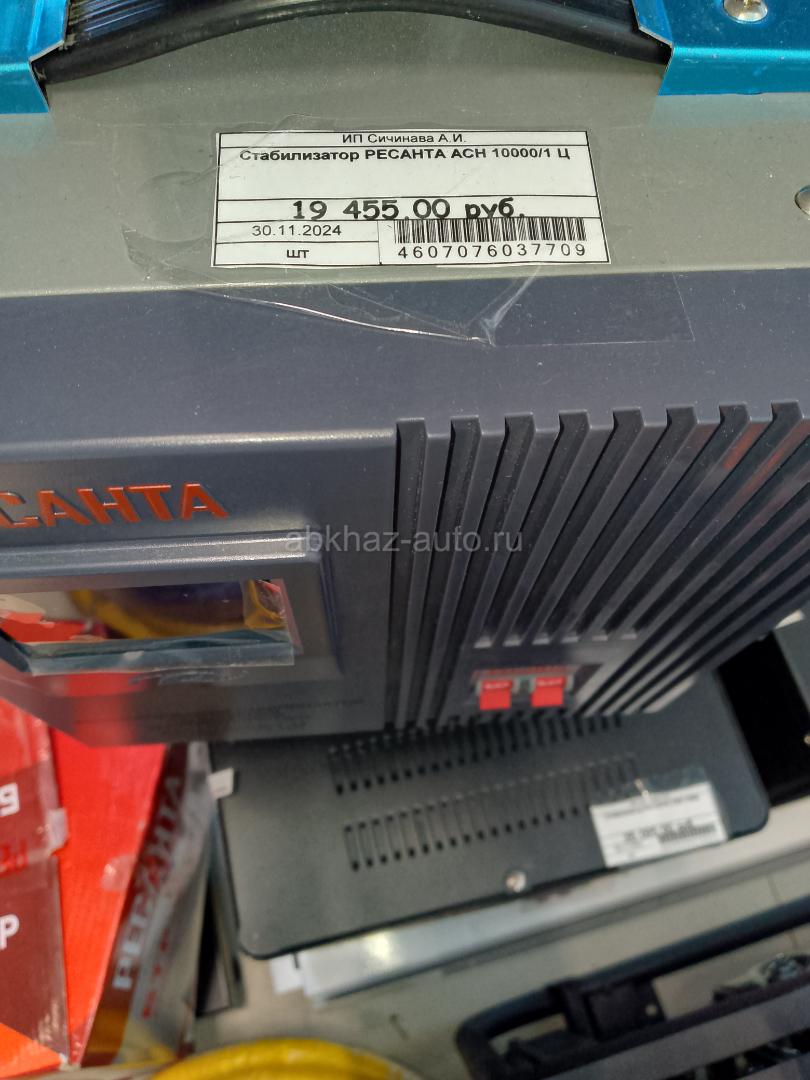 ИП Сичинава А.И.
Стабилизатор РЕСАНТА АСН 10000/1 Ц
19 455,00 руб.
30.11.2024
шт
4607076037709
САНТА
abkhaz-auto.ru
РЕСАНТА